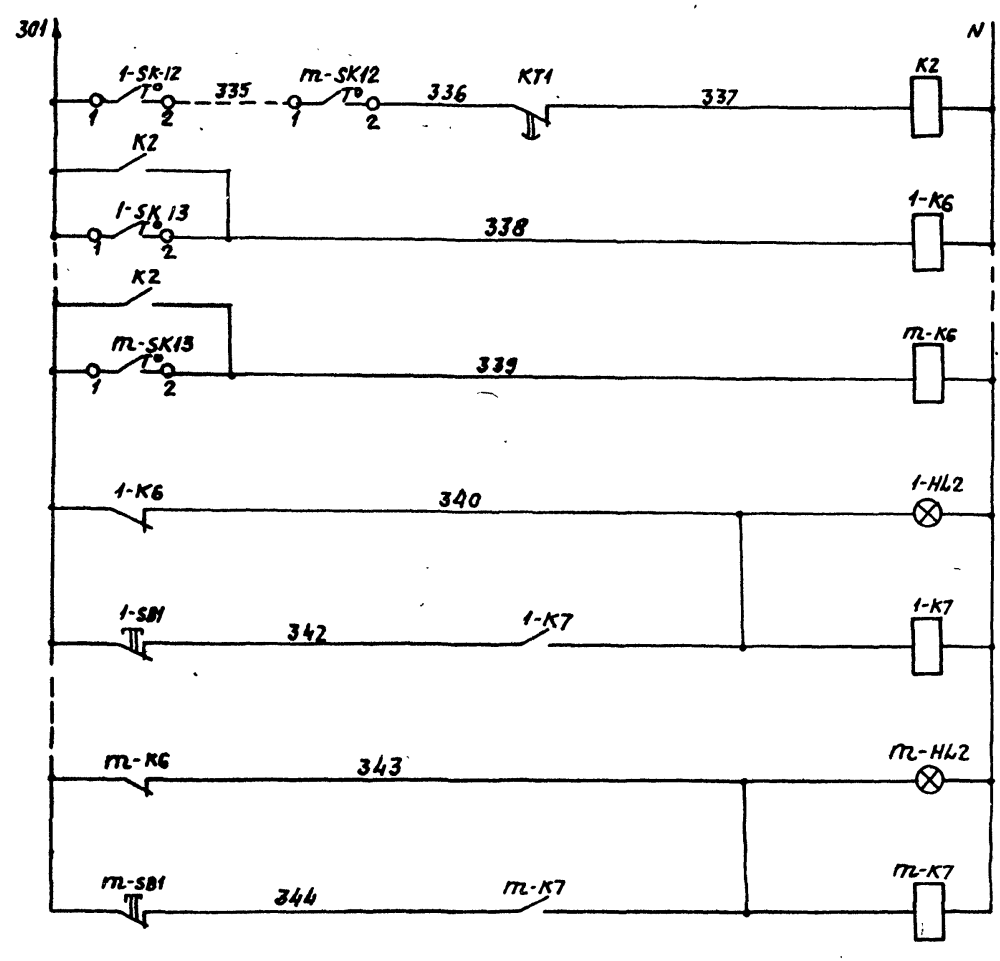 301 N
1-SK12 335 m-SK12 336 KT1 337 K2
1 2 1 2
K2
1-SK13 338 1-K6
1 2
K2
m-SK13 339 m-K6
1 2
1-K6 340 1-HL2
1-SB1 342 1-K7 1-K7
m-K6 343 m-HL2
m-SB1 344 m-K7 m-K7